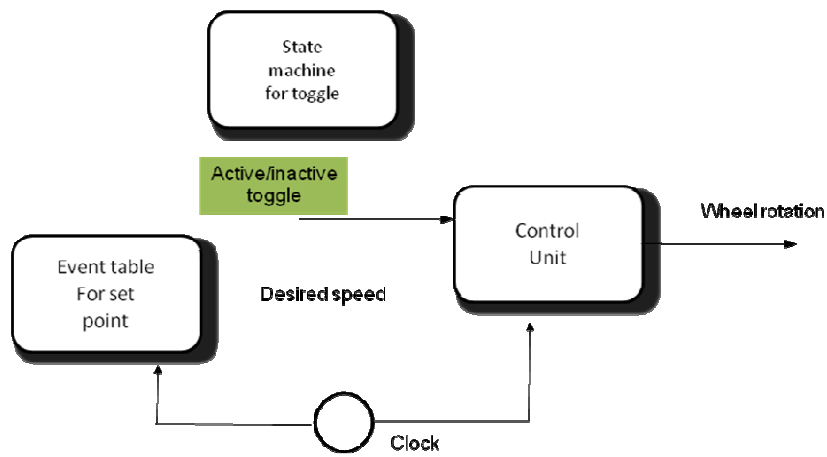 State
machine
for toggle
Active/inactive
toggle
Control
Unit
Wheel rotation
Event table
For set
point
Desired speed
Clock